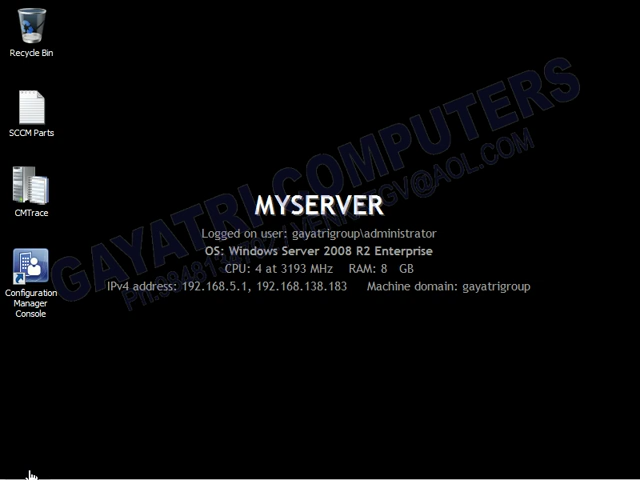 Recycle Bin
SCCM Parts
CMTrace
Configuration
Manager
Console
GAYATRI COMPUTERS
MYSERVER
Logged on user: gayatrigroup\administrator
OS: Windows Server 2008 R2 Enterprise
CPU: 4 at 3193 MHz RAM: 8 GB
IPv4 address: 192.168.5.1, 192.168.138.183 Machine domain: gayatrigroup